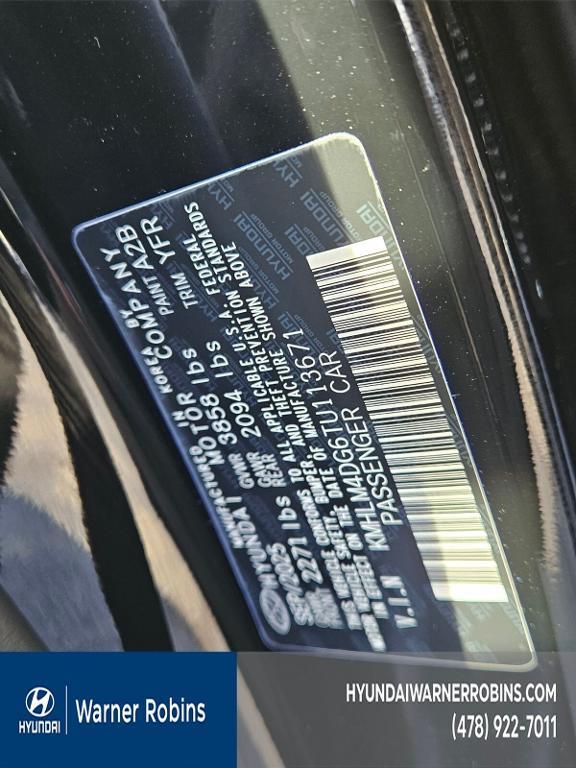 MANUFACTURED IN KOREA BY
HYUNDAI MOTOR COMPANY
SEP/2025 GVWR 3858 lbs PAINT A2B
GAWR FRONT 2271 lbs GAWR REAR 2094 lbs TRIM YFR
THIS VEHICLE CONFORMS TO ALL APPLICABLE U.S.A FEDERAL
VEHICLE SAFETY, BUMPER, AND THEFT PREVENTION STANDARDS
IN EFFECT ON THE DATE OF MANUFACTURE SHOWN ABOVE
V.I.N KMHLM4DG6TU113671
PASSENGER CAR
HYUNDAI
MOTOR GROUP
HYUNDAI
Warner Robins
HYUNDAIWARNERROBINS.COM
(478) 922-7011